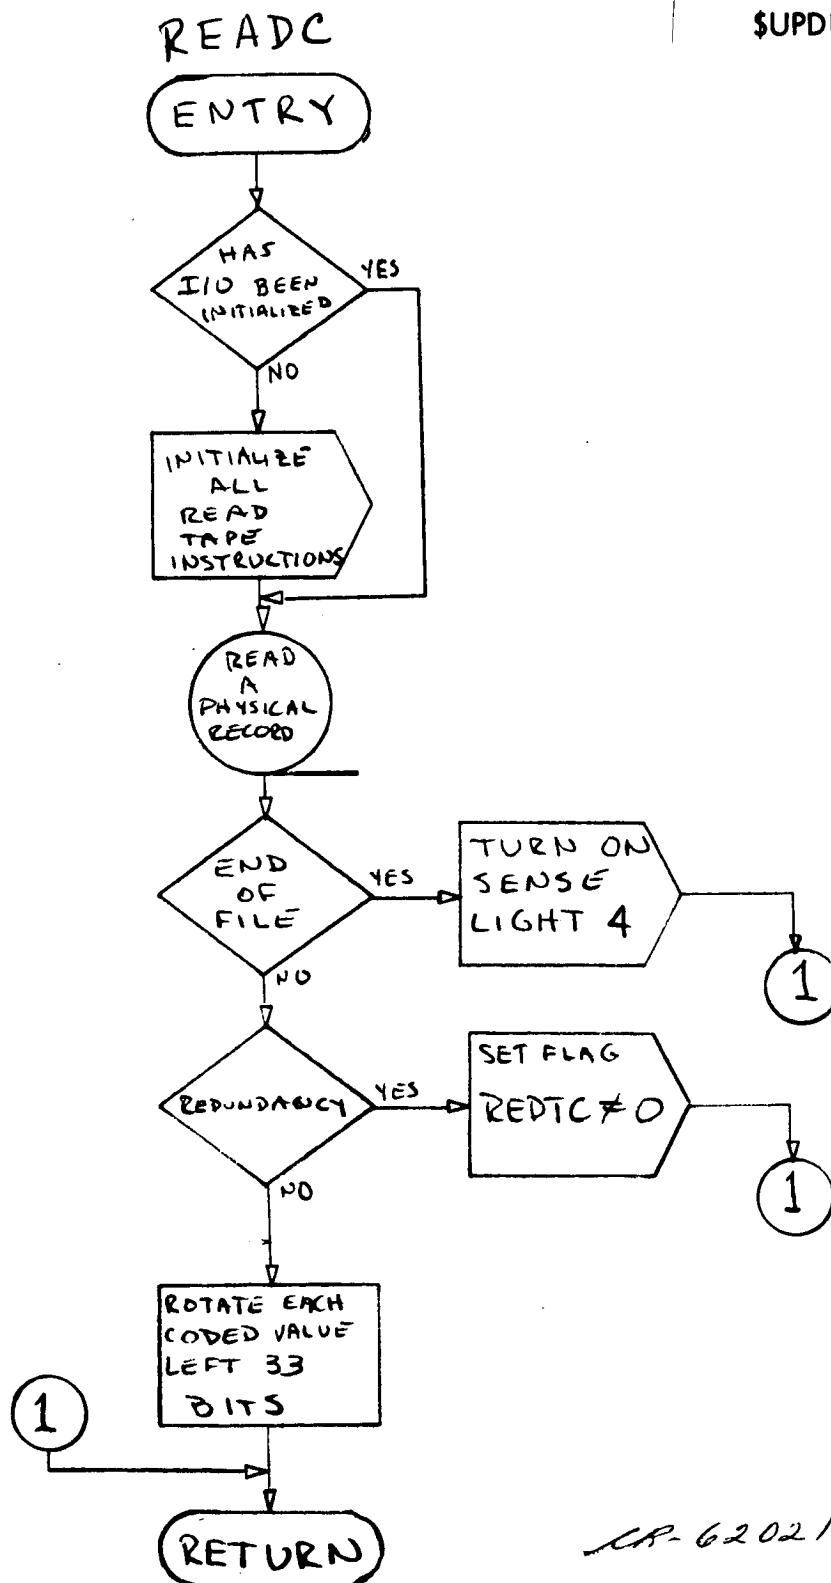 READC
$UPD
ENTRY
HAS
I/O BEEN
INITIALIZED
YES
NO
INITIALIZE
ALL
READ
TAPE
INSTRUCTIONS
READ
A
PHYSICAL
RECORD
END
OF
FILE
YES
TURN ON
SENSE
LIGHT 4
1
NO
REDUNDANCY
YES
SET FLAG
REDTC ≠ 0
1
NO
ROTATE EACH
CODED VALUE
LEFT 33
BITS
1
RETURN
CR-62021